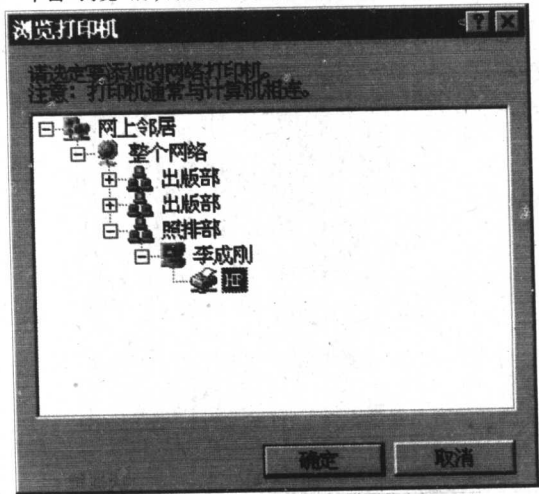 浏览打印机
请选定要添加的网络打印机。
注意：打印机通常与计算机相连。
网上邻居
整个网络
出版部
出版部
照排部
李成刚
确定
取消